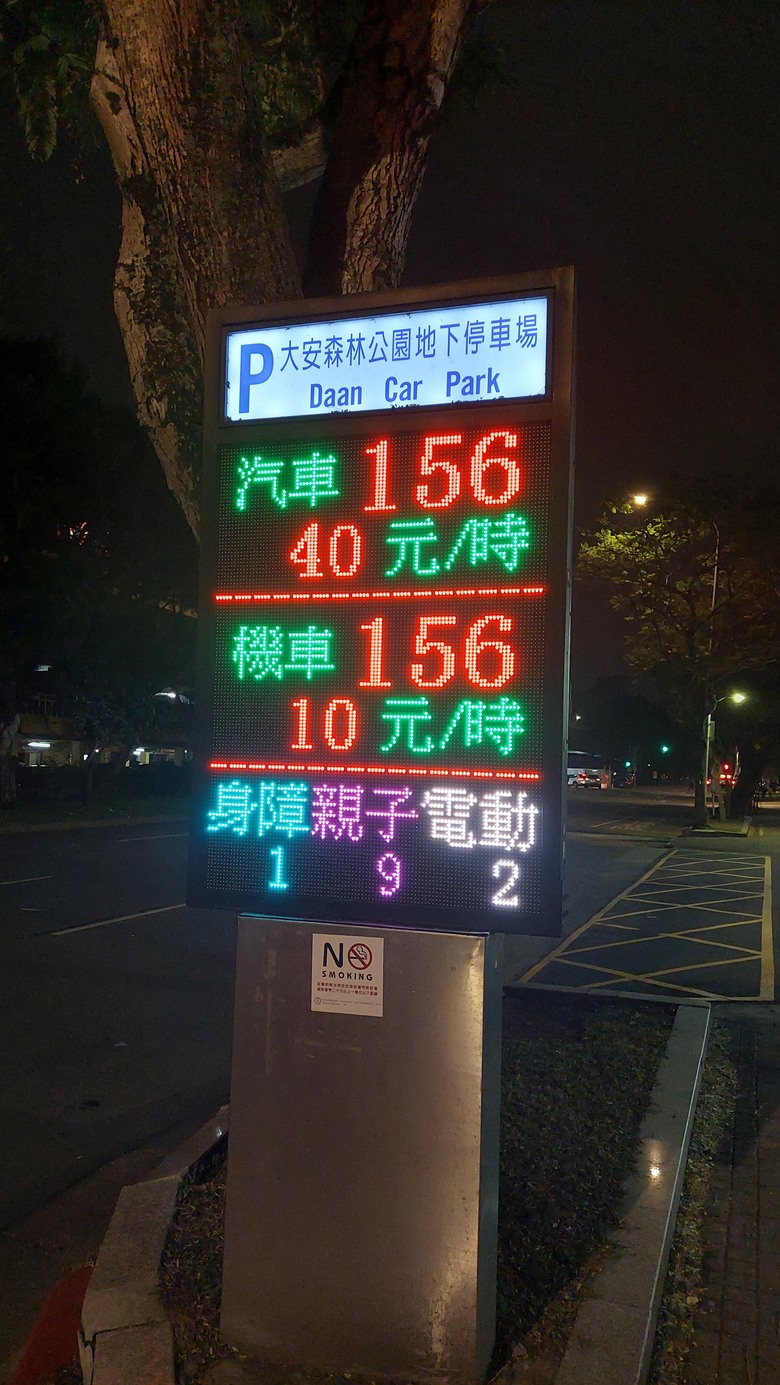 P 大安森林公園地下停車場
Daan Car Park
汽車 156
40 元/時
機車 156
10 元/時
身障 親子 電動
1 9 2
NO
SMOKING